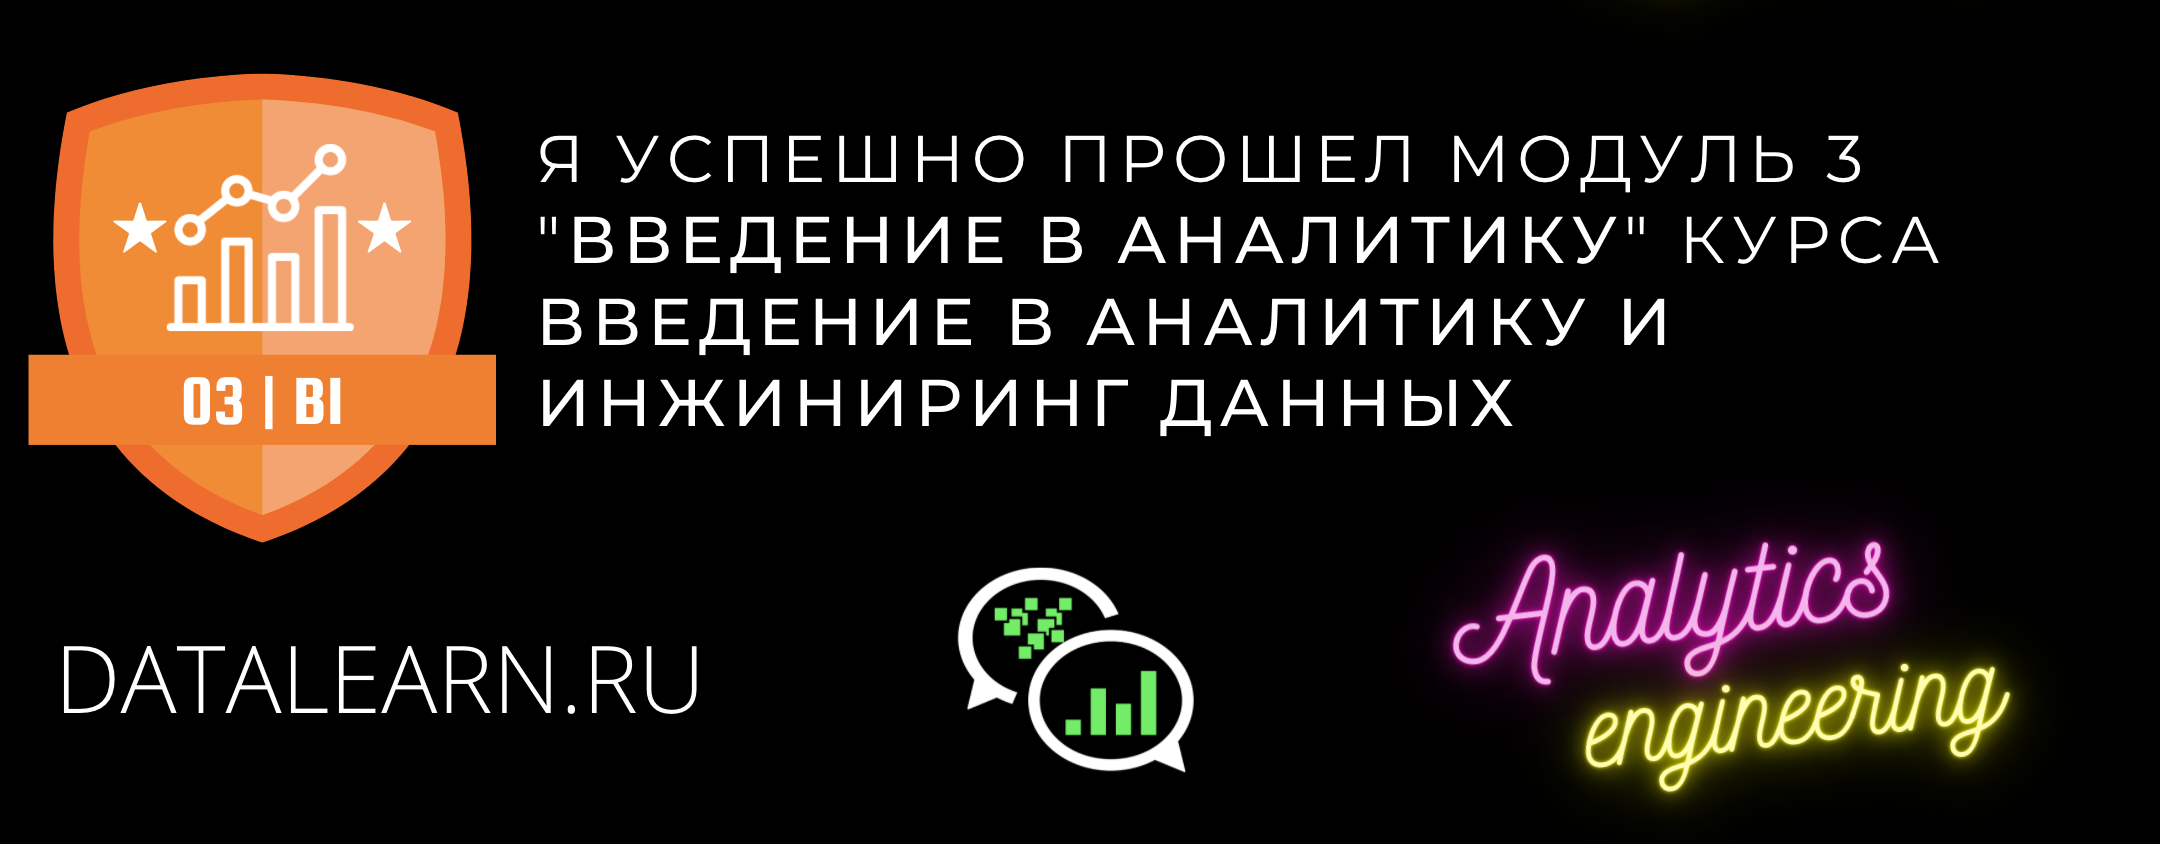 Я УСПЕШНО ПРОШЕЛ МОДУЛЬ 3
"ВВЕДЕНИЕ В АНАЛИТИКУ" КУРСА
ВВЕДЕНИЕ В АНАЛИТИКУ И
ИНЖИНИРИНГ ДАННЫХ
03 | BI
DATALEARN.RU
Analytics
engineering